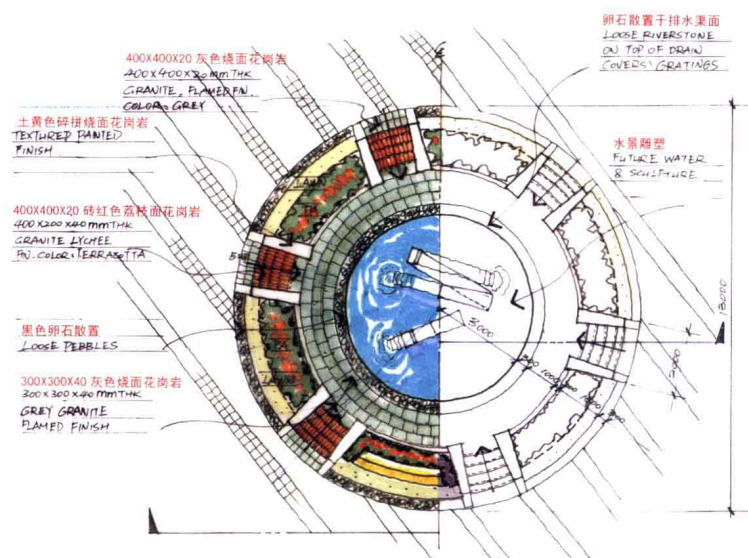 400X400X20 灰色烧面花岗岩
400X400X20mm THK
GRANITE, FLAMED FIN.
COLOR: GREY
土黄色碎拼烧面花岗岩
TEXTURED PAINTED
FINISH
400X400X20 砖红色荔枝面花岗岩
400X200X40mm THK
GRANITE LYCHEE
FIN. COLOR: TERRACOTTA
黑色卵石散置
LOOSE PEBBLES
300X300X40 灰色烧面花岗岩
300X300X40mm THK
GREY GRANITE
FLAMED FINISH
卵石散置于排水渠面
LOOSE RIVERSTONE
ON TOP OF DRAIN
COVERS' GRATINGS
水景雕塑
FUTURE WATER
& SCULPTURE
LAWN
3000